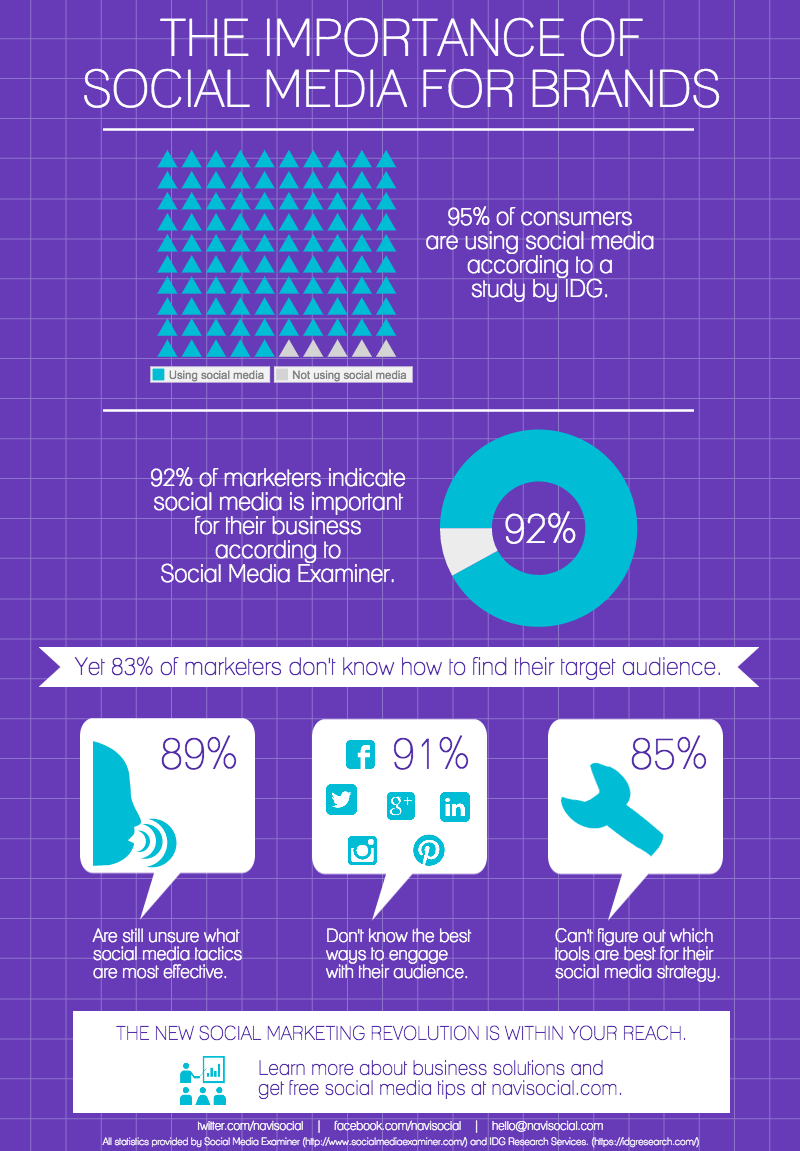 THE IMPORTANCE OF
SOCIAL MEDIA FOR BRANDS
95% of consumers
are using social media
according to a
study by IDG.
Using social media
Not using social media
92% of marketers indicate
social media is important
for their business
according to
Social Media Examiner.
92%
Yet 83% of marketers don't know how to find their target audience.
89%
Are still unsure what
social media tactics
are most effective.
f
91%
g+
in
Don't know the best
ways to engage
with their audience.
85%
Can't figure out which
tools are best for their
social media strategy.
THE NEW SOCIAL MARKETING REVOLUTION IS WITHIN YOUR REACH.
Learn more about business solutions and
get free social media tips at navisocial.com.
twitter.com/navisocial | facebook.com/navisocial | hello@navisocial.com
All statistics provided by Social Media Examiner (http://www.socialmediaexaminer.com/) and IDG Research Services. (https://idgresearch.com/)